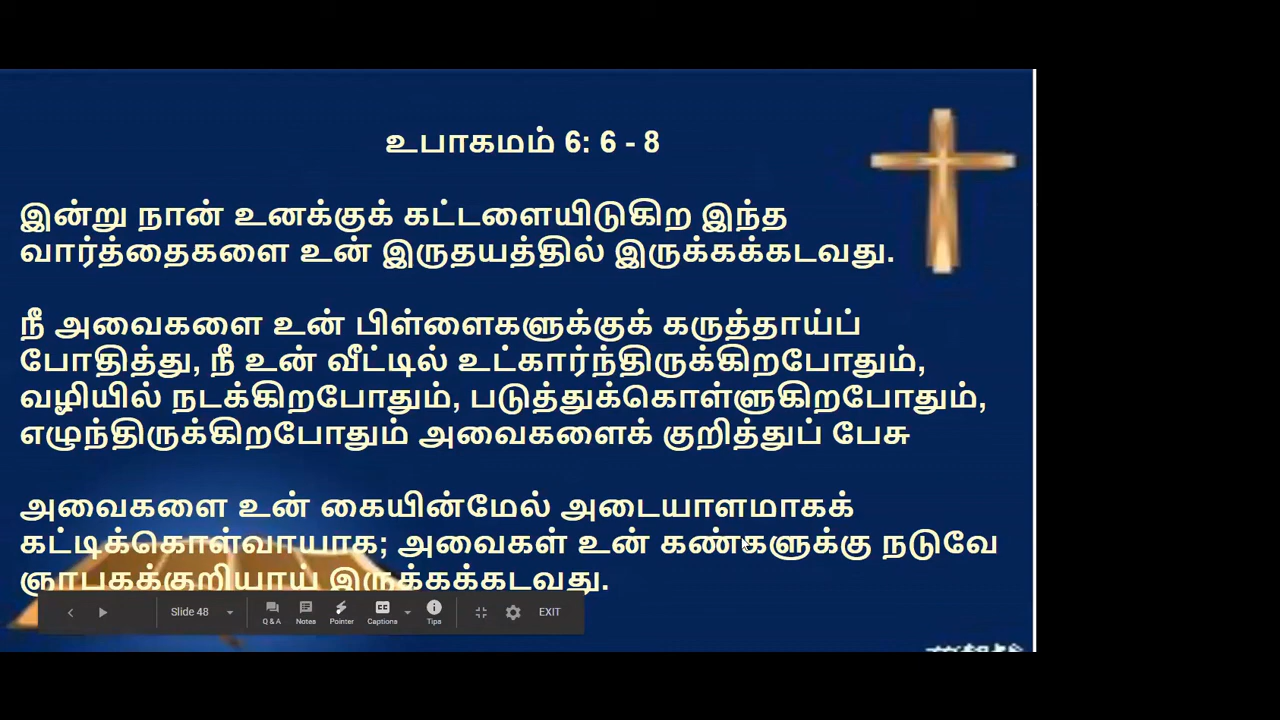 உபாகமம் 6: 6 - 8
இன்று நான் உனக்குக் கட்டளையிடுகிற இந்த
வார்த்தைகளை உன் இருதயத்தில் இருக்கக்கடவது.
நீ அவைகளை உன் பிள்ளைகளுக்குக் கருத்தாய்ப்
போதித்து, நீ உன் வீட்டில் உட்கார்ந்திருக்கிறபோதும்,
வழியில் நடக்கிறபோதும், படுத்துக்கொள்ளுகிறபோதும்,
எழுந்திருக்கிறபோதும் அவைகளைக் குறித்துப் பேசு
அவைகளை உன் கையின்மேல் அடையாளமாகக்
கட்டிக்கொள்வாயாக; அவைகள் உன் கண்களுக்கு நடுவே
ஞாபகக்குறியாய் இருக்கக்கடவது.
Slide 48 Q & A Notes Pointer CC Captions Tips EXIT